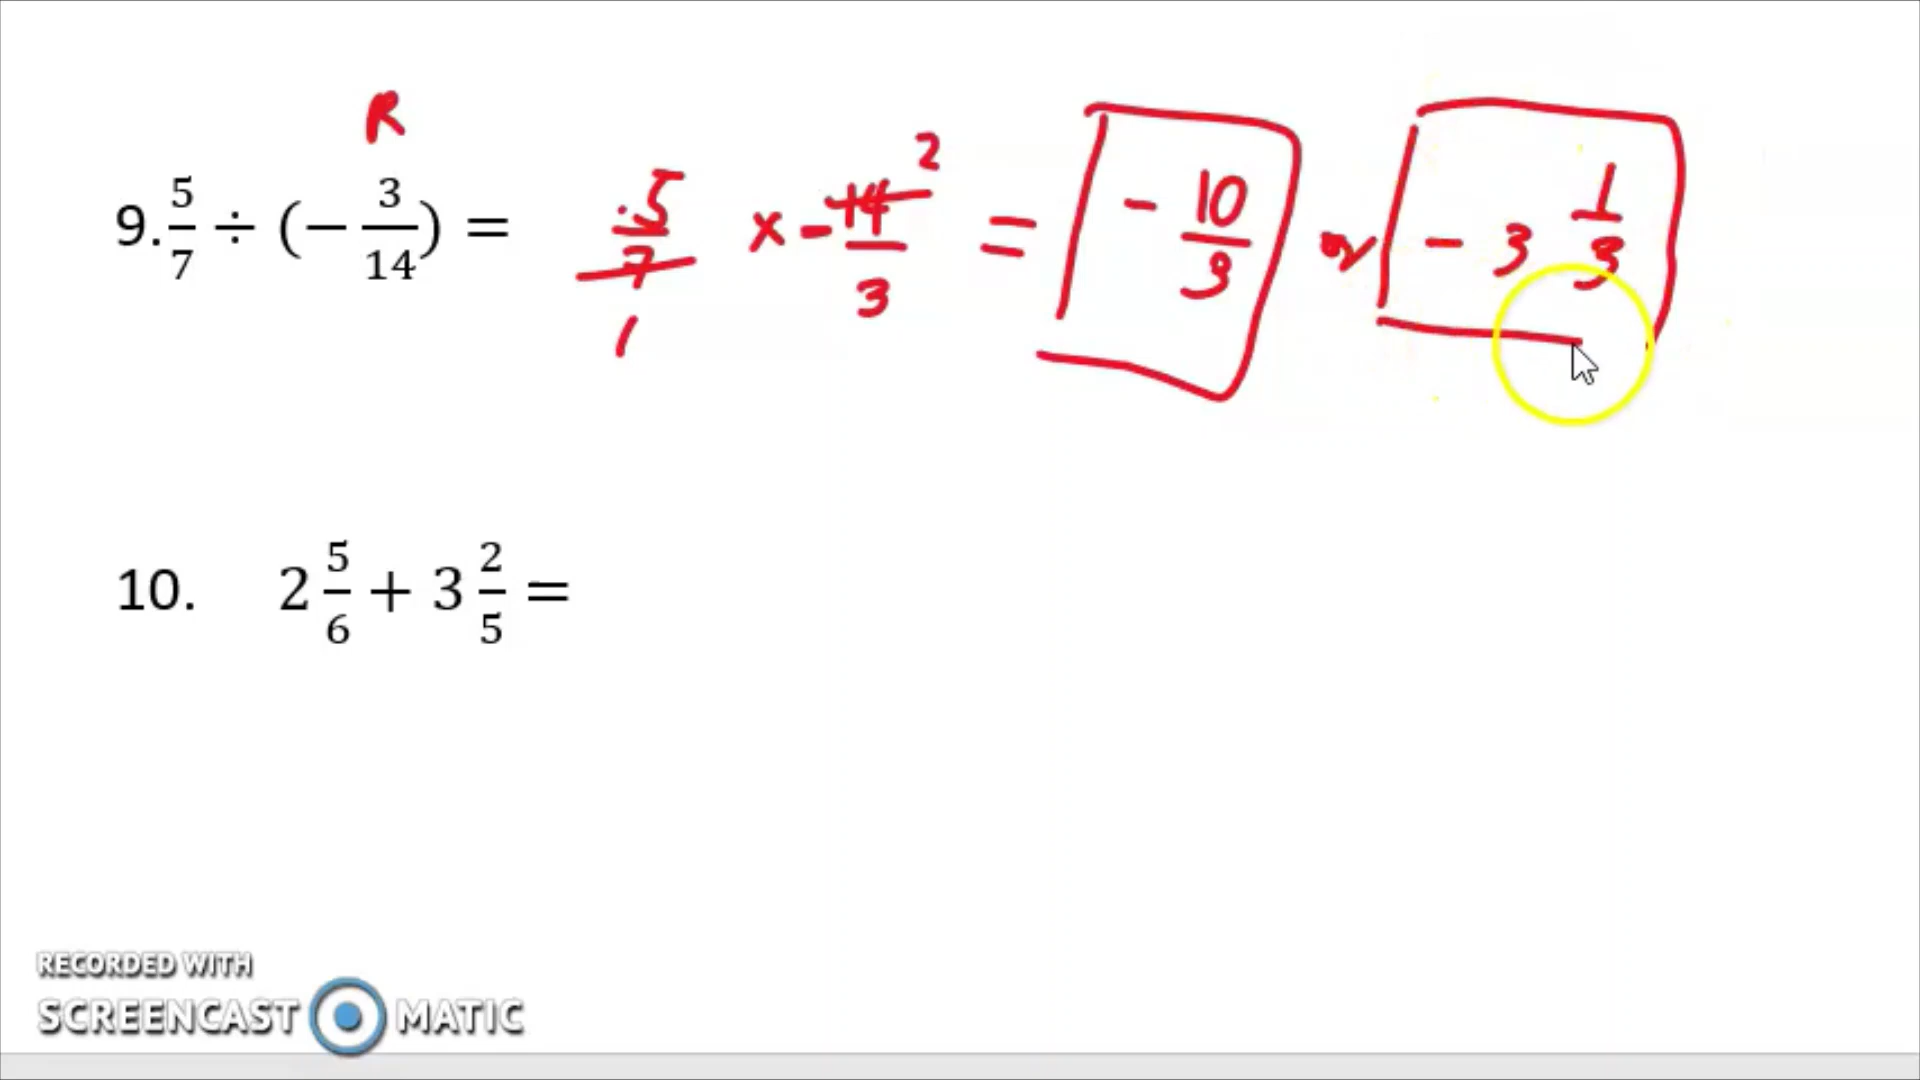 R
9. 5/7 ÷ (− 3/14) = 5/7 1 x - 14/3 2 = - 10/3 or - 3 1/3
10. 2 5/6 + 3 2/5 =
RECORDED WITH
SCREENCAST MATIC